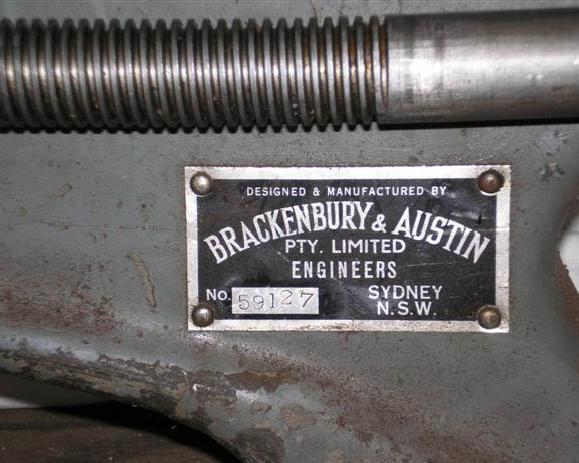 DESIGNED & MANUFACTURED BY
BRACKENBURY & AUSTIN
PTY. LIMITED
ENGINEERS
No. 59127 SYDNEY
N.S.W.